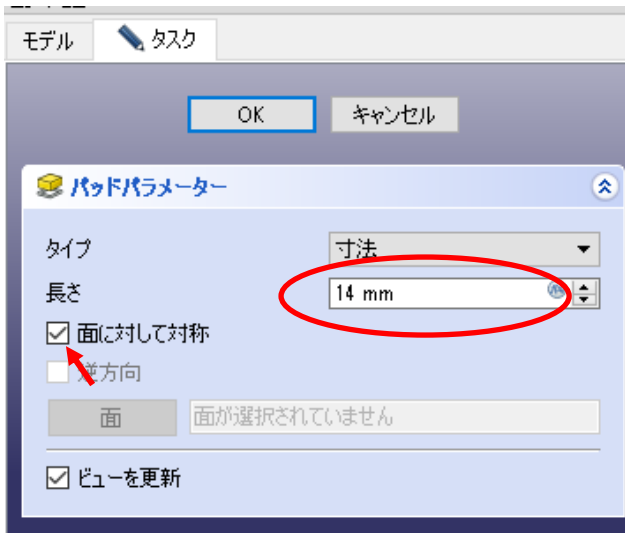 モデル タスク
OK キャンセル
パッドパラメーター
タイプ 寸法
長さ 14 mm
面に対して対称
逆方向
面 面が選択されていません
ビューを更新